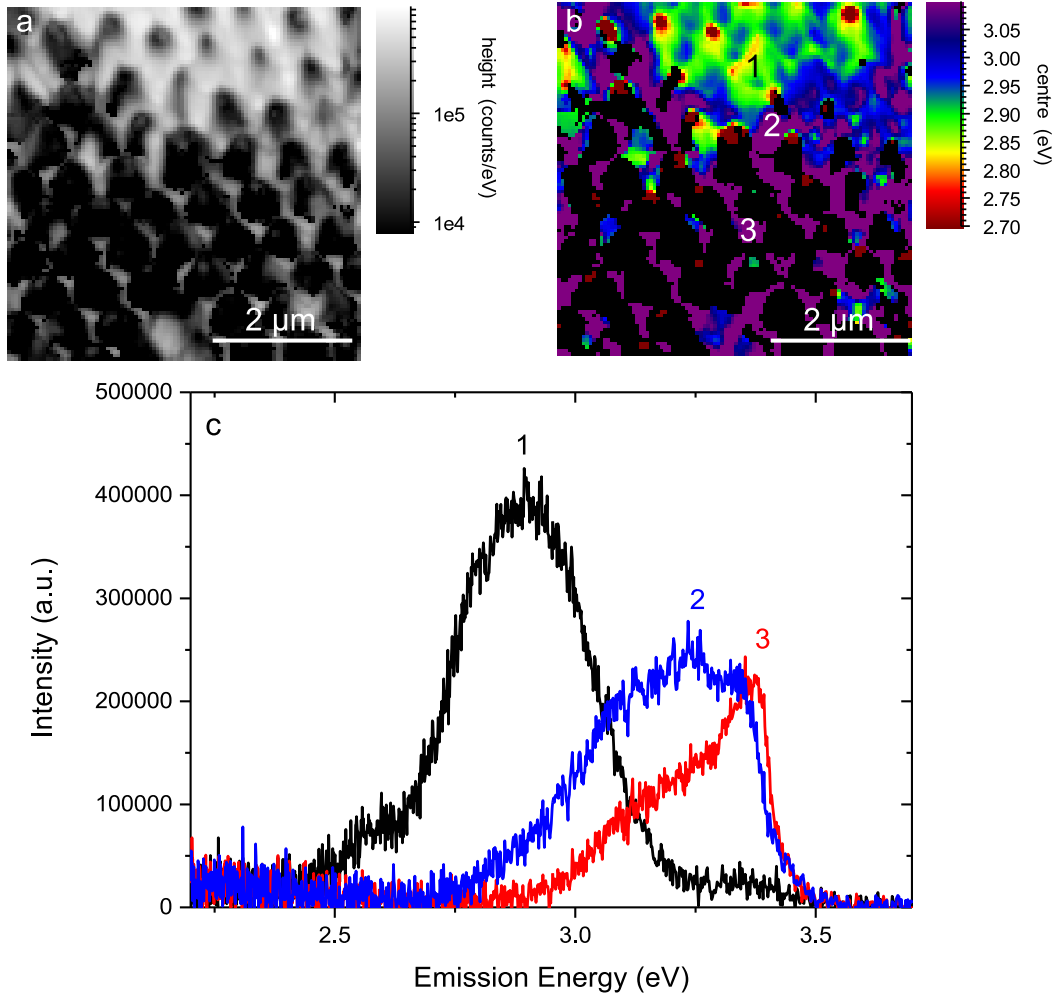 a
height (counts/eV)
1e5
1e4
2 μm
b
1
2
3
2 μm
centre (eV)
3.05
3.00
2.95
2.90
2.85
2.80
2.75
2.70
c
1
2
3
500000
400000
300000
200000
100000
0
Intensity (a.u.)
2.5
3.0
3.5
Emission Energy (eV)